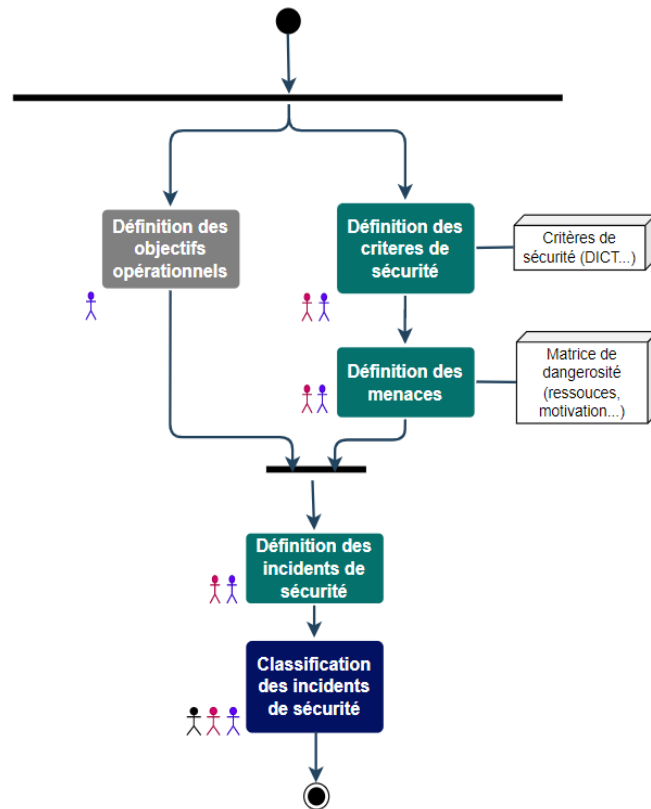 Définition des
objectifs
opérationnels
Définition des
criteres de
sécurité
Critères de
sécurité (DICT...)
Définition des
menaces
Matrice de
dangerosité
(ressouces,
motivation...)
Définition des
incidents de
sécurité
Classification
des incidents
de sécurité